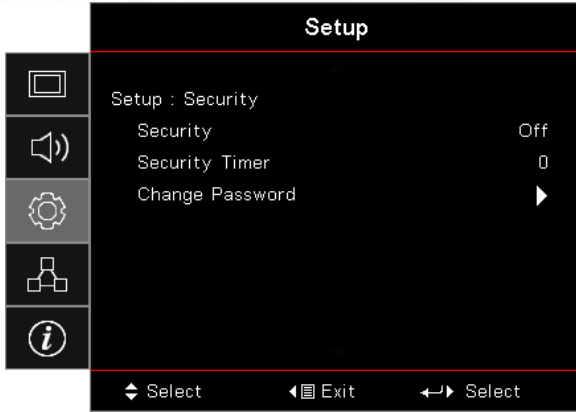 Setup
Setup : Security
Security Off
Security Timer 0
Change Password
i
Select Exit Select